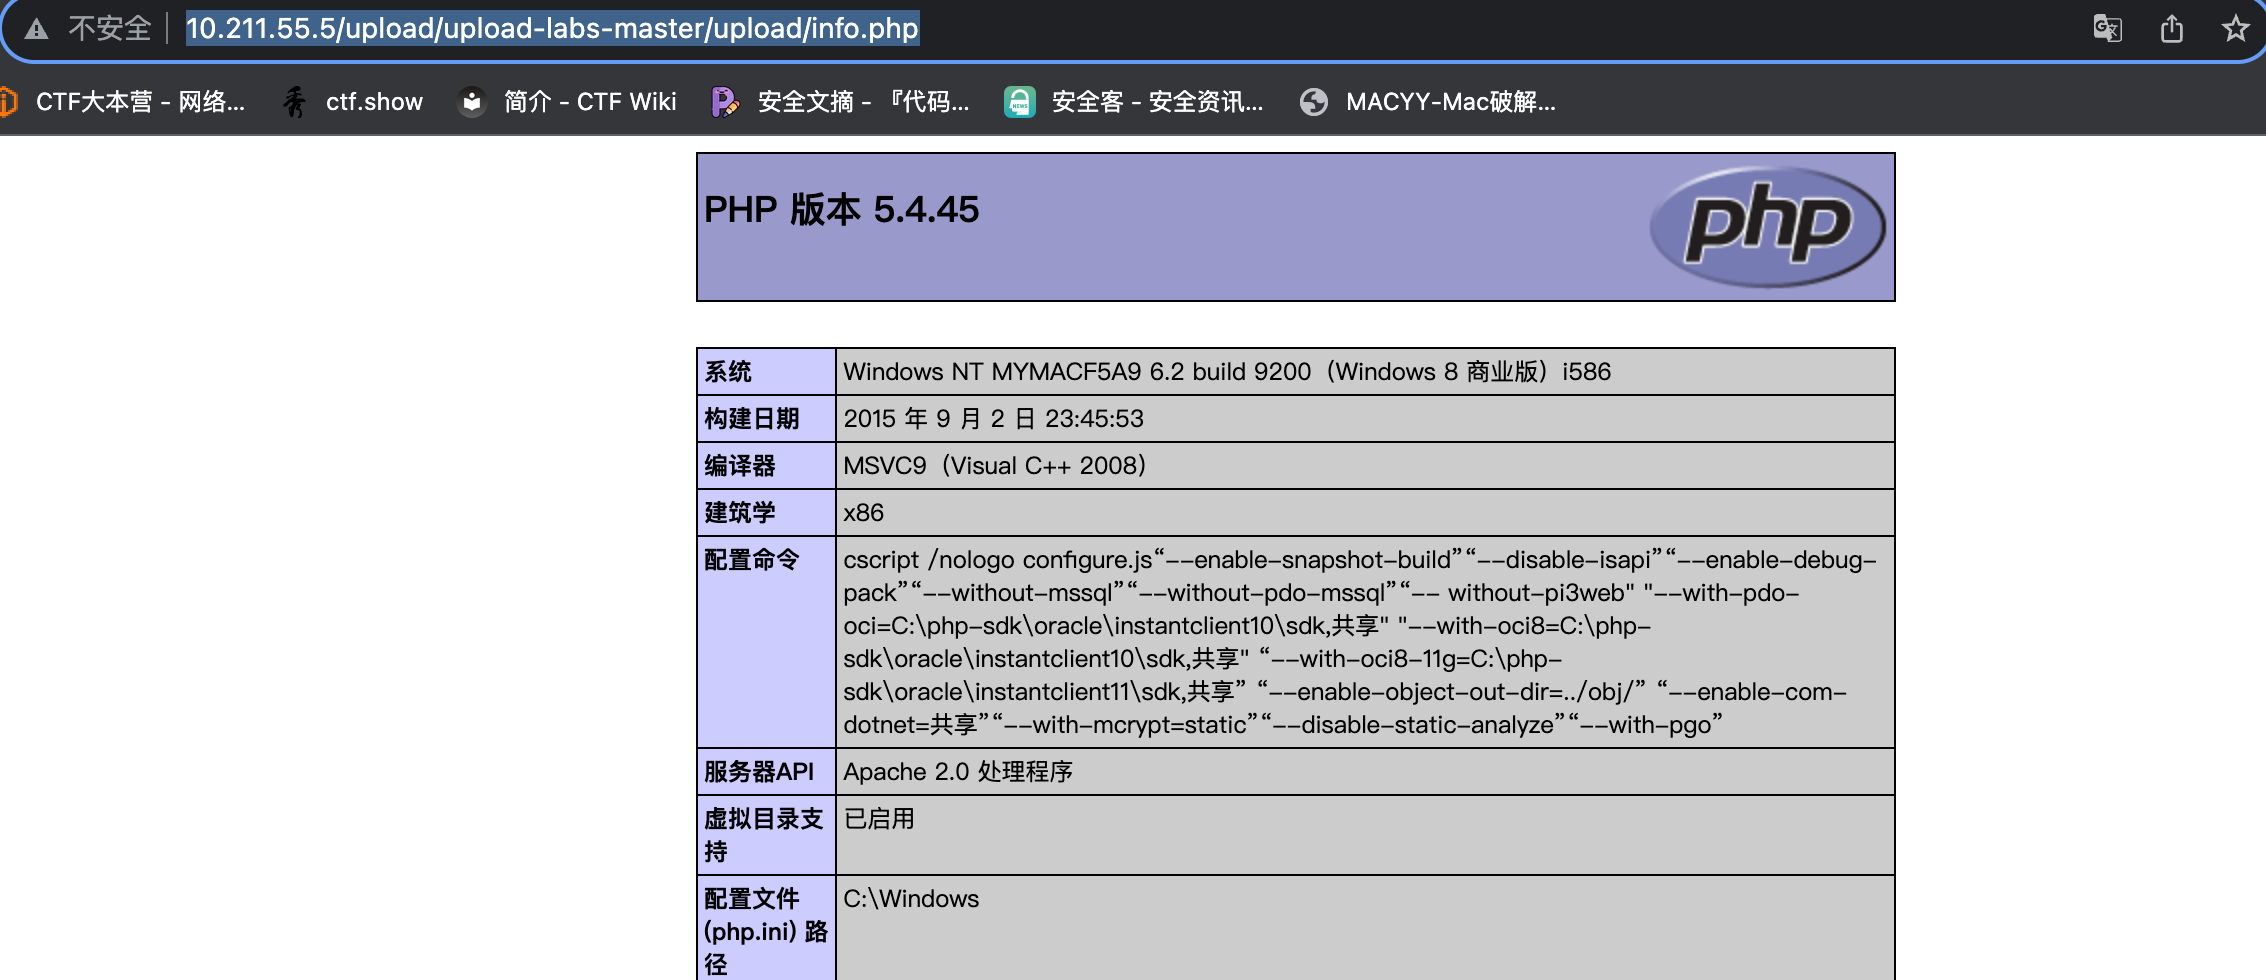 不安全 10.211.55.5/upload/upload-labs-master/upload/info.php
CTF大本营 - 网络... ctf.show 简介 - CTF Wiki 安全文摘 - 『代码... 安全客 - 安全资讯... MACYY-Mac破解...
PHP 版本 5.4.45
php
系统 Windows NT MYMACF5A9 6.2 build 9200（Windows 8 商业版）i586
构建日期 2015 年 9 月 2 日 23:45:53
编译器 MSVC9（Visual C++ 2008）
建筑学 x86
配置命令 cscript /nologo configure.js“--enable-snapshot-build”“--disable-isapi”“--enable-debug-
pack”“--without-mssql”“--without-pdo-mssql”“-- without-pi3web" "--with-pdo-
oci=C:\php-sdk\oracle\instantclient10\sdk,共享" "--with-oci8=C:\php-
sdk\oracle\instantclient10\sdk,共享" “--with-oci8-11g=C:\php-
sdk\oracle\instantclient11\sdk,共享” “--enable-object-out-dir=../obj/” “--enable-com-
dotnet=共享”“--with-mcrypt=static”“--disable-static-analyze”“--with-pgo”
服务器API Apache 2.0 处理程序
虚拟目录支 已启用
持
配置文件 C:\Windows
(php.ini) 路
径